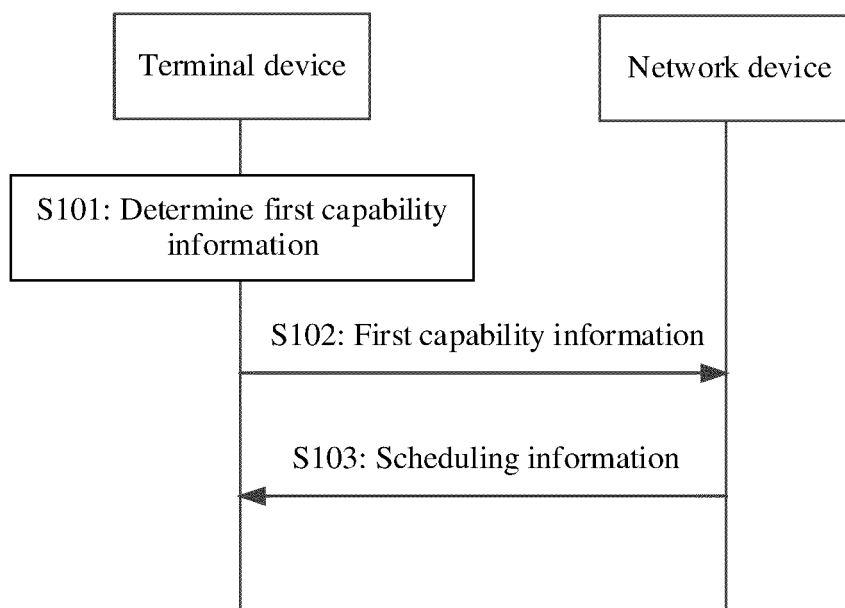 Terminal device
Network device
S101: Determine first capability
information
S102: First capability information
S103: Scheduling information